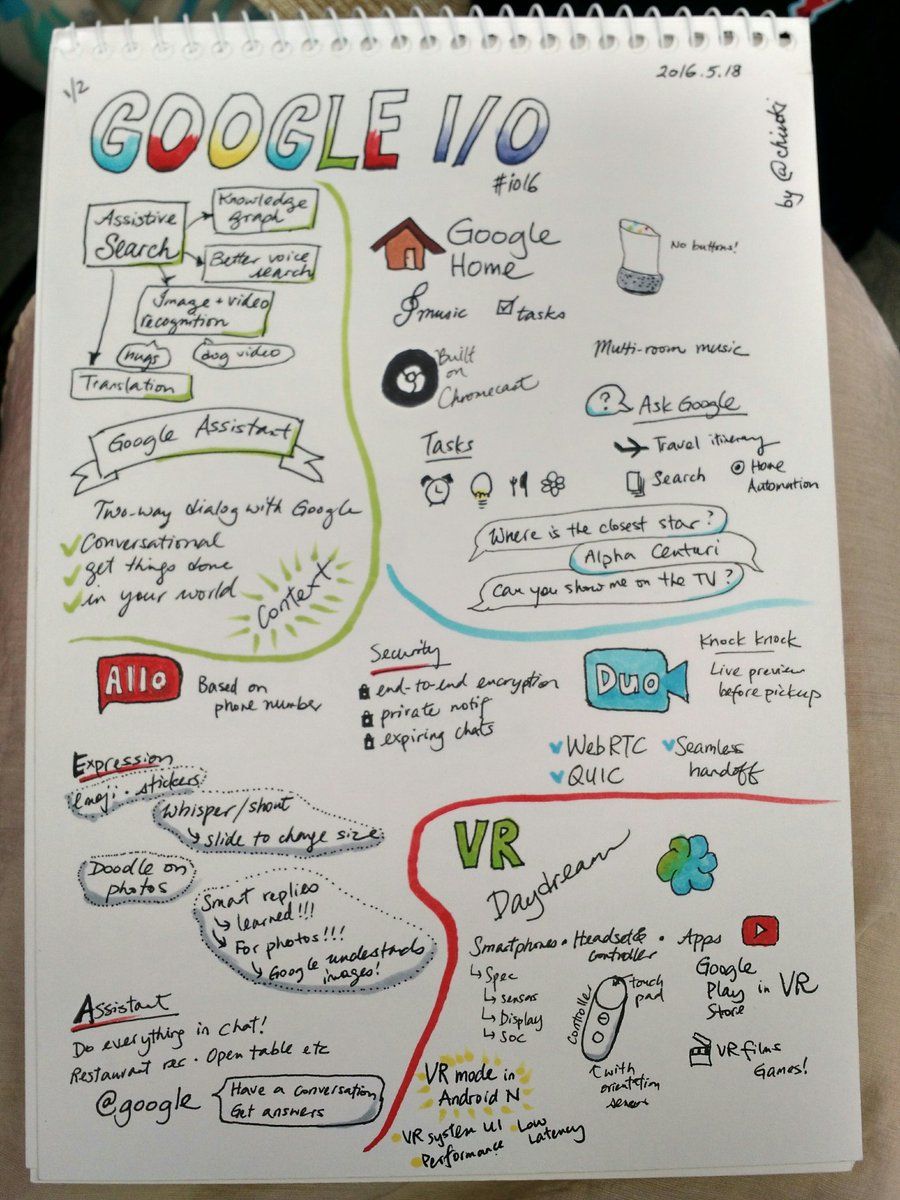 1/2
2016.5.18
GOOGLE I/O
#io16
by @chiuki
Assistive
Search
Knowledge
graph
Better voice
search
Image + video
recognition
hugs
dog video
Translation
Google Assistant
Two-way dialog with Google
Conversational
get things done
in your world
Context
Google
Home
No buttons!
music
tasks
Built
on
Chromecast
Multi-room music
?
Ask Google
Tasks
Travel itinerary
Search
Home
Automation
Where is the closest star?
Alpha Centuri
Can you show me on the TV?
Allo
Based on
phone number
Security
end-to-end encryption
private notif
expiring chats
Duo
Knock knock
Live preview
before pickup
WebRTC
QUIC
Seamless
handoff
Expression
emoji · stickers
Whisper/shout
slide to change size
Doodle on
photos
Smart replies
learned!!!
For photos!!!
Google understands
images!
Assistant
Do everything in chat!
Restaurant rec · Open table etc
@google
Have a conversation
Get answers
VR
Daydream
Smartphones · Headset & controller · Apps
Spec
sensors
Display
SoC
Controller
touch
pad
with
orientation
sensor
Google
Play in VR
Store
VR films
Games!
VR mode in
Android N
VR system UI
Low
Latency
Performance